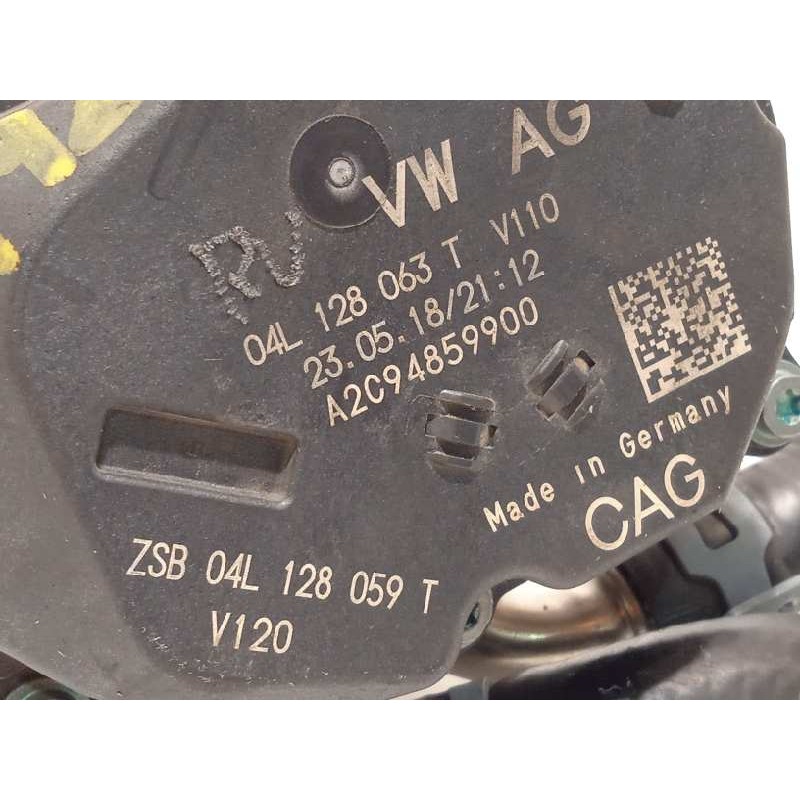 VW AG
04L 128 063 T V110
23.05.18/21:12
A2C94859900
Made in Germany
CAG
ZSB 04L 128 059 T
V120